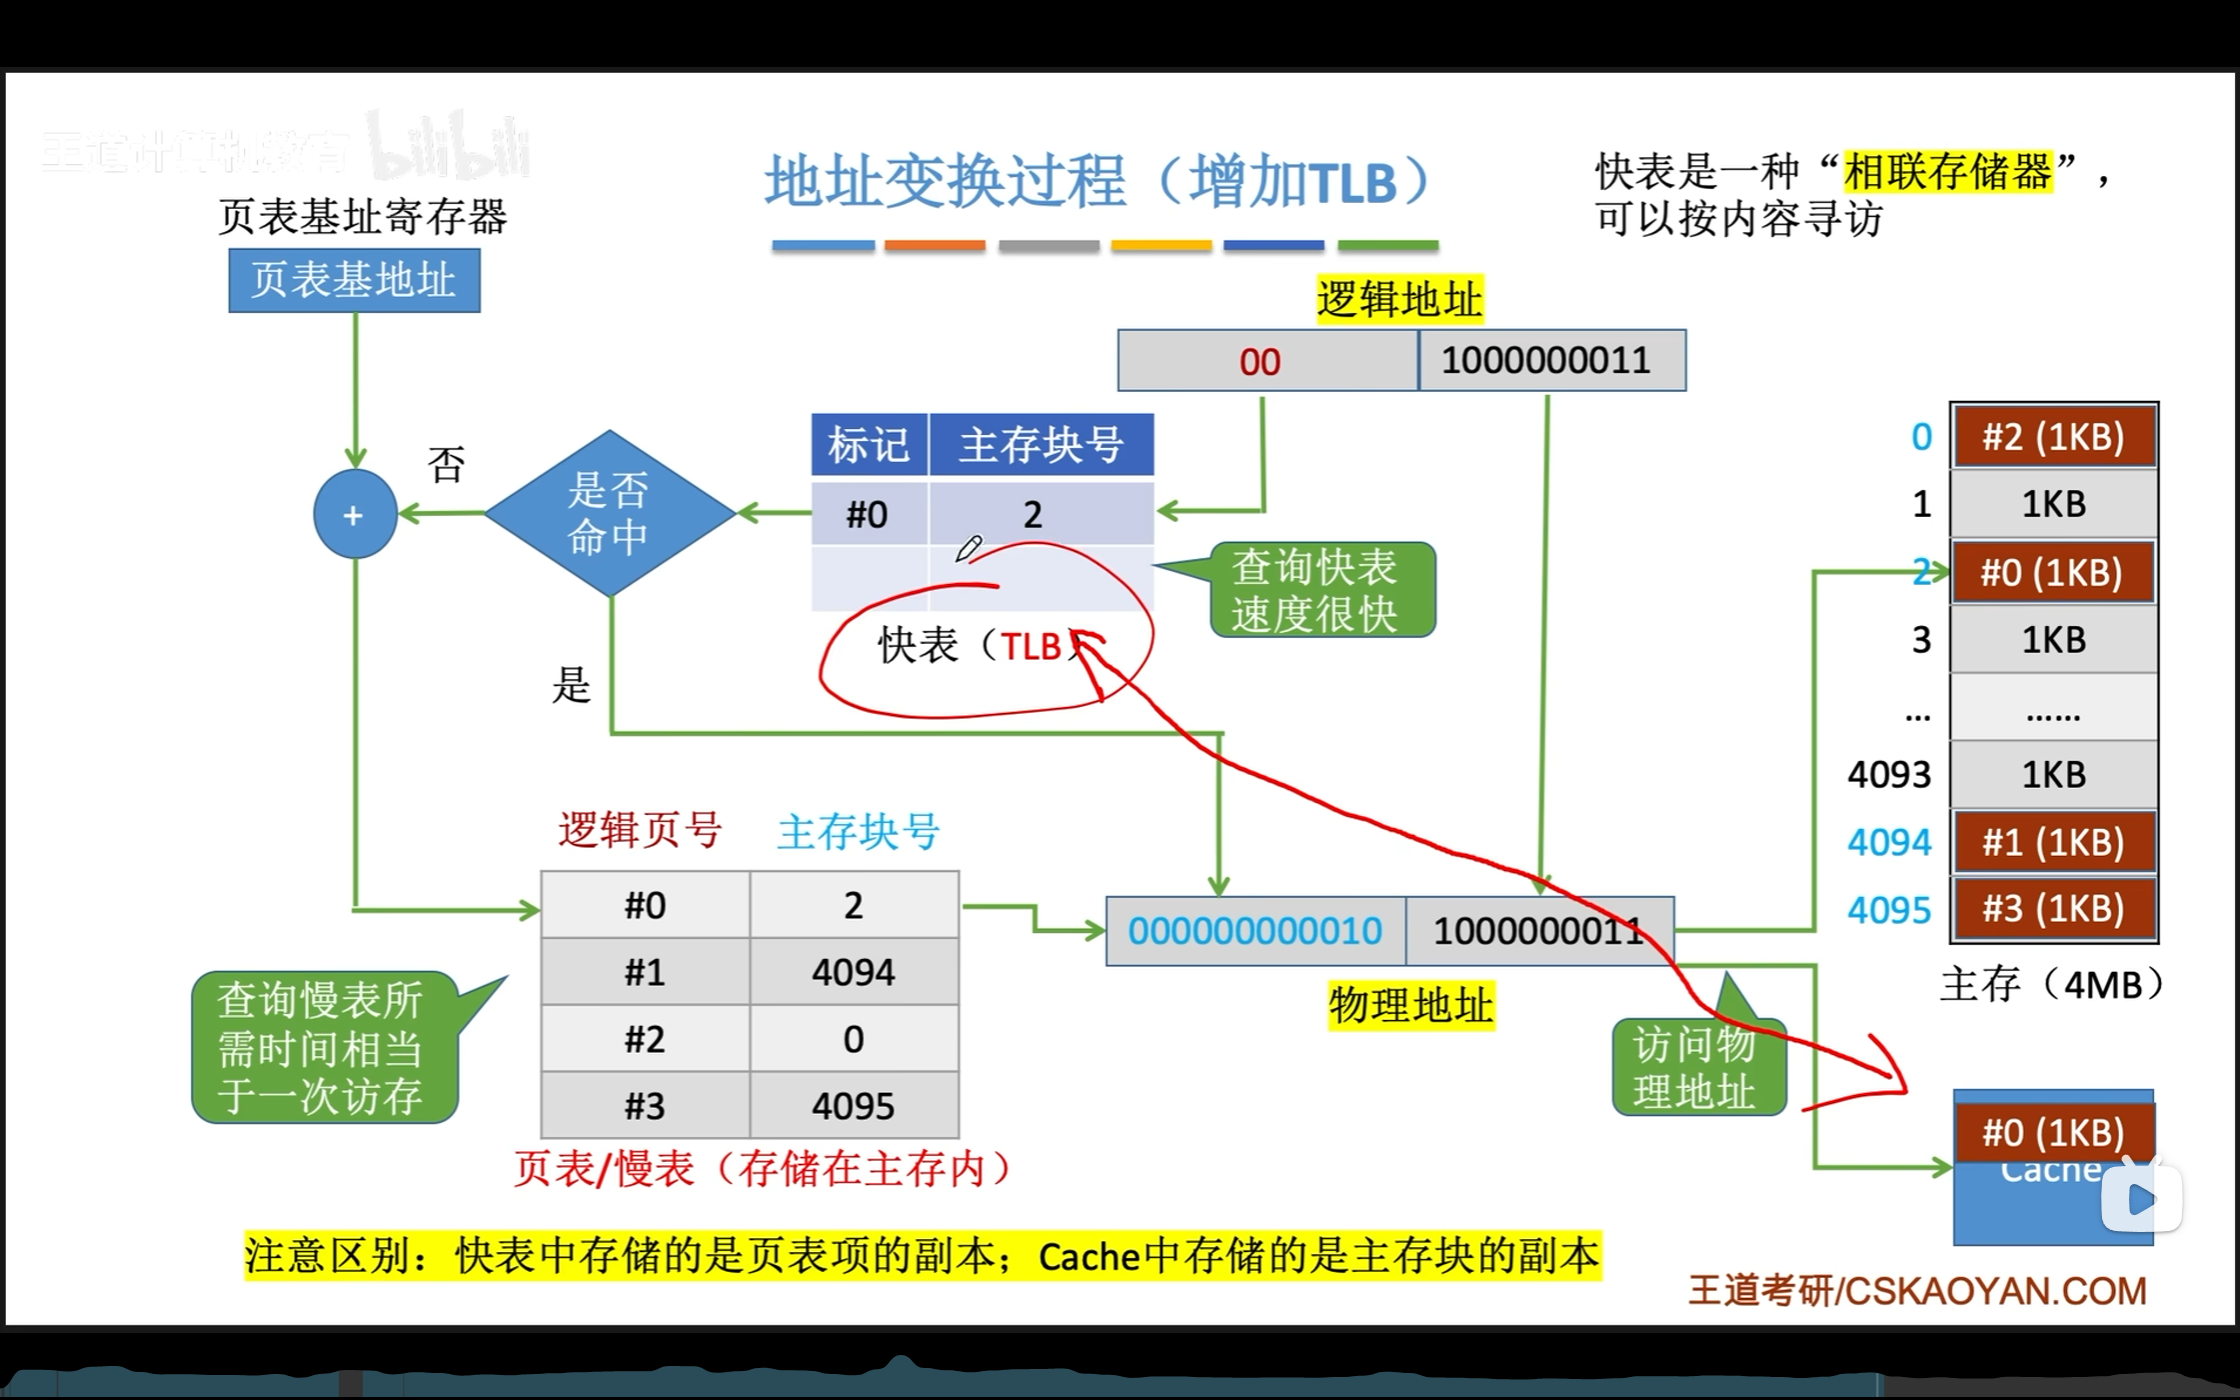 王道计算机教育 bilibili
地址变换过程（增加TLB）
快表是一种“相联存储器”，
可以按内容寻访
页表基址寄存器
页表基地址
逻辑地址
00 1000000011
标记 主存块号
#0 2
快表（TLB）
查询快表
速度很快
是否
命中
否
是
+
逻辑页号 主存块号
#0 2
#1 4094
#2 0
#3 4095
页表/慢表（存储在主存内）
查询慢表所
需时间相当
于一次访存
000000000010 1000000011
物理地址
访问物
理地址
0 #2 (1KB)
1 1KB
2 #0 (1KB)
3 1KB
... ......
4093 1KB
4094 #1 (1KB)
4095 #3 (1KB)
主存（4MB）
#0 (1KB)
Cache
注意区别：快表中存储的是页表项的副本；Cache中存储的是主存块的副本
王道考研/CSKAOYAN.COM